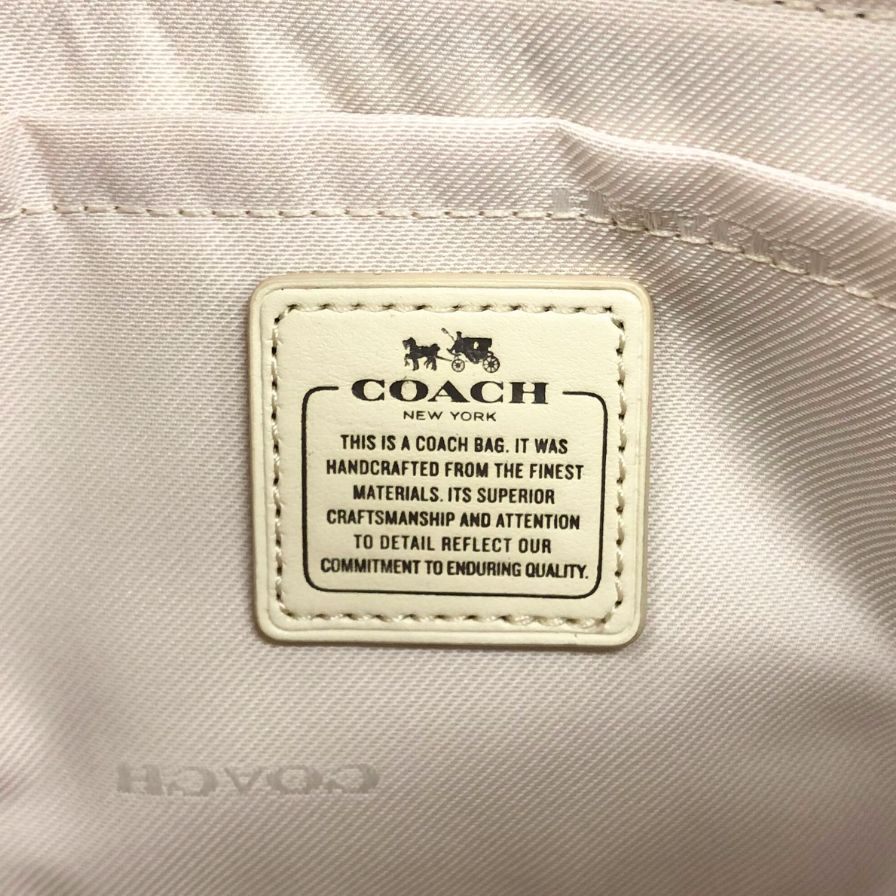 COACH
NEW YORK
THIS IS A COACH BAG. IT WAS
HANDCRAFTED FROM THE FINEST
MATERIALS. ITS SUPERIOR
CRAFTSMANSHIP AND ATTENTION
TO DETAIL REFLECT OUR
COMMITMENT TO ENDURING QUALITY.
COACH